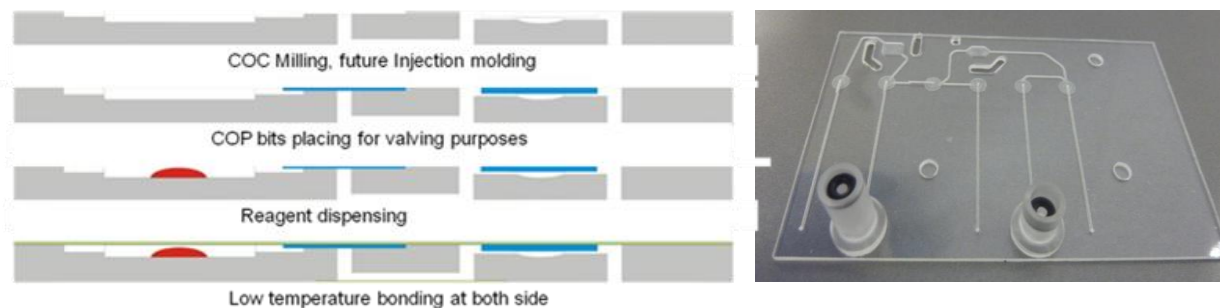 COC Milling, future Injection molding
COP bits placing for valving purposes
Reagent dispensing
Low temperature bonding at both side